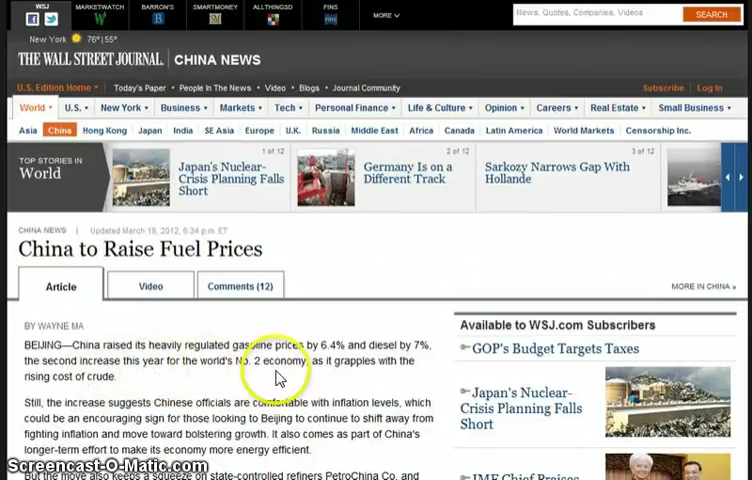 WSJ
MARKETWATCH
BARRON'S
SMARTMONEY
ALLTHINGSD
FINS
MORE
W
B
SM
FINS
News, Quotes, Companies, Videos
SEARCH
New York 76° | 55°
THE WALL STREET JOURNAL. CHINA NEWS
U.S. Edition Home Today's Paper • People In The News • Video • Blogs • Journal Community
Subscribe Log In
World U.S. New York Business Markets Tech Personal Finance Life & Culture Opinion Careers Real Estate Small Business
Asia China Hong Kong Japan India SE Asia Europe U.K. Russia Middle East Africa Canada Latin America World Markets Censorship Inc.
TOP STORIES IN
World
1 of 12
Japan's Nuclear-
Crisis Planning Falls
Short
2 of 12
Germany Is on a
Different Track
3 of 12
Sarkozy Narrows Gap With
Hollande
CHINA NEWS | Updated March 19, 2012, 6:34 p.m. ET
China to Raise Fuel Prices
Article
Video
Comments (12)
MORE IN CHINA »
BY WAYNE MA
BEIJING—China raised its heavily regulated gasoline prices by 6.4% and diesel by 7%,
the second increase this year for the world's No. 2 economy, as it grapples with the
rising cost of crude.
Still, the increase suggests Chinese officials are comfortable with inflation levels, which
could be an encouraging sign for those looking to Beijing to continue to shift away from
fighting inflation and move toward bolstering growth. It also comes as part of China's
longer-term effort to make its economy more energy efficient.
But the move also keeps a squeeze on state-controlled refiners PetroChina Co. and
Available to WSJ.com Subscribers
GOP's Budget Targets Taxes
Japan's Nuclear-
Crisis Planning Falls
Short
IMF Chief Praises
Screencast-O-Matic.com